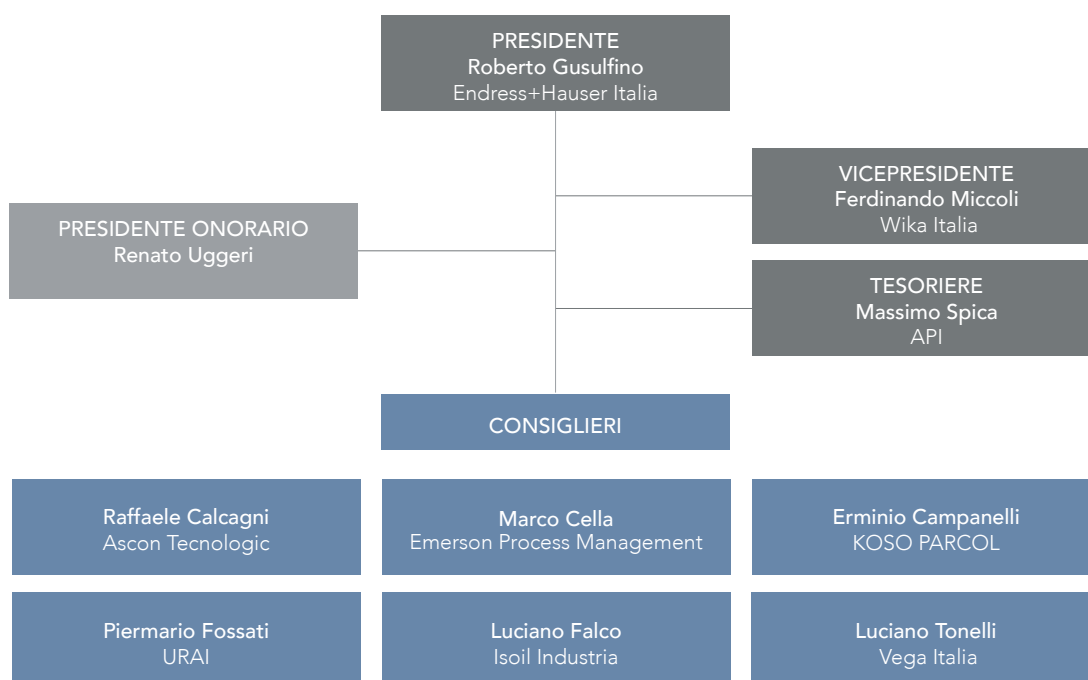 PRESIDENTE
Roberto Gusulfino
Endress+Hauser Italia
VICEPRESIDENTE
Ferdinando Miccoli
Wika Italia
PRESIDENTE ONORARIO
Renato Uggeri
TESORIERE
Massimo Spica
API
CONSIGLIERI
Raffaele Calcagni
Ascon Tecnologic
Marco Cella
Emerson Process Management
Erminio Campanelli
KOSO PARCOL
Piermario Fossati
URAI
Luciano Falco
Isoil Industria
Luciano Tonelli
Vega Italia